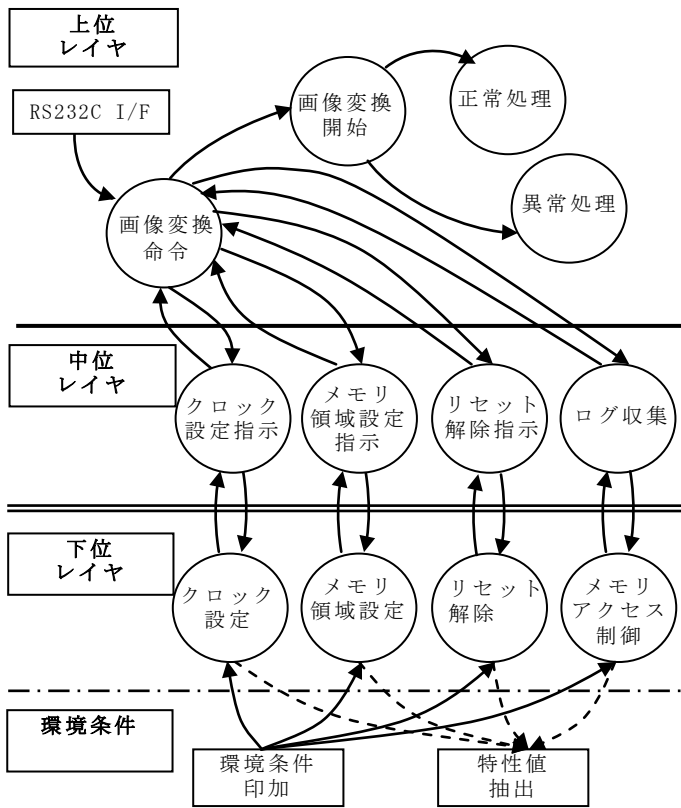 上位
レイヤ
RS232C I/F
画像変換
開始
正常処理
異常処理
画像変換
命令
中位
レイヤ
クロック
設定指示
メモリ
領域設定
指示
リセット
解除指示
ログ収集
下位
レイヤ
クロック
設定
メモリ
領域設定
リセット
解除
メモリ
アクセス
制御
環境条件
環境条件
印加
特性値
抽出